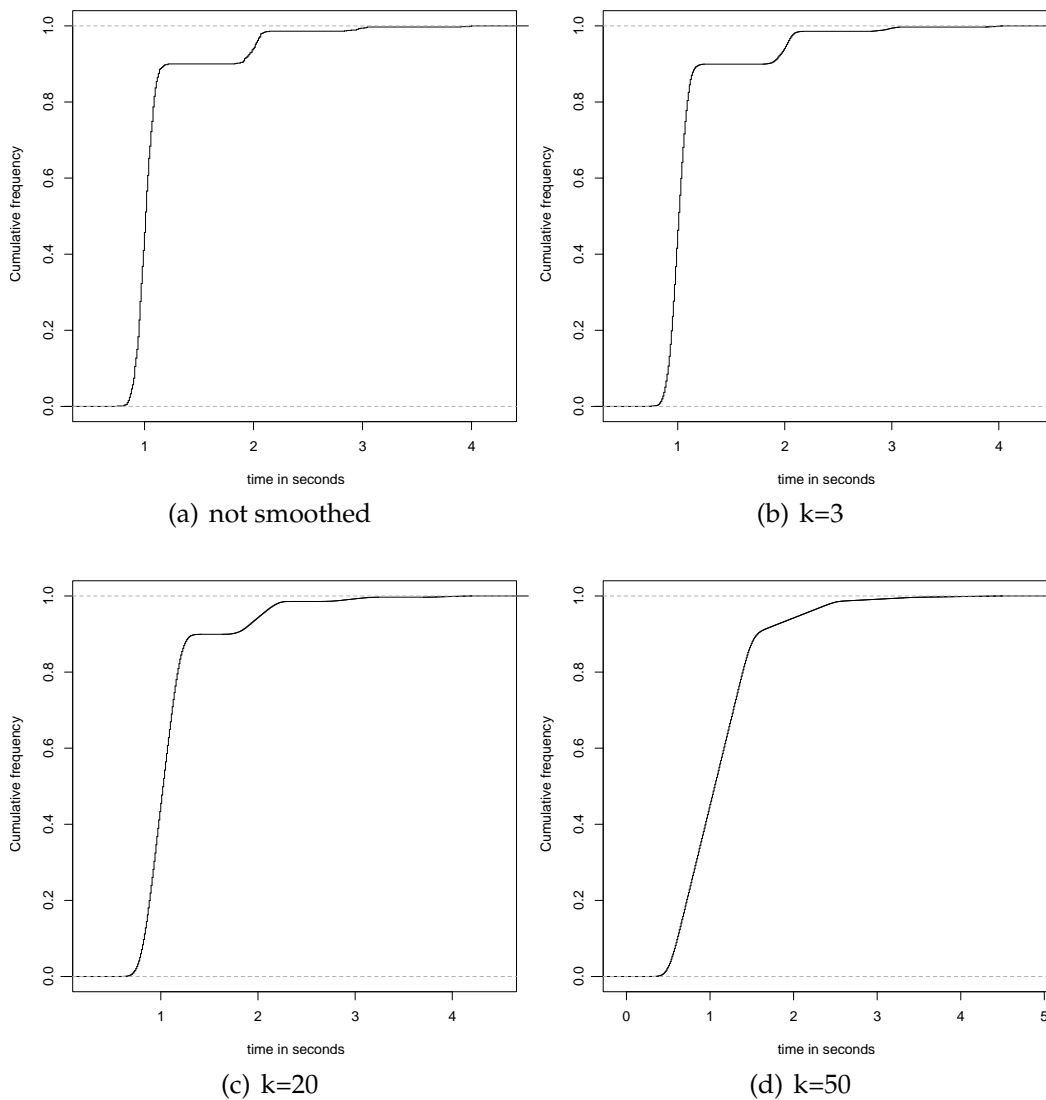 Cumulative frequency
0.0 0.2 0.4 0.6 0.8 1.0
1 2 3 4
time in seconds
(a) not smoothed
Cumulative frequency
0.0 0.2 0.4 0.6 0.8 1.0
1 2 3 4
time in seconds
(b) k=3
Cumulative frequency
0.0 0.2 0.4 0.6 0.8 1.0
1 2 3 4
time in seconds
(c) k=20
Cumulative frequency
0.0 0.2 0.4 0.6 0.8 1.0
0 1 2 3 4 5
time in seconds
(d) k=50